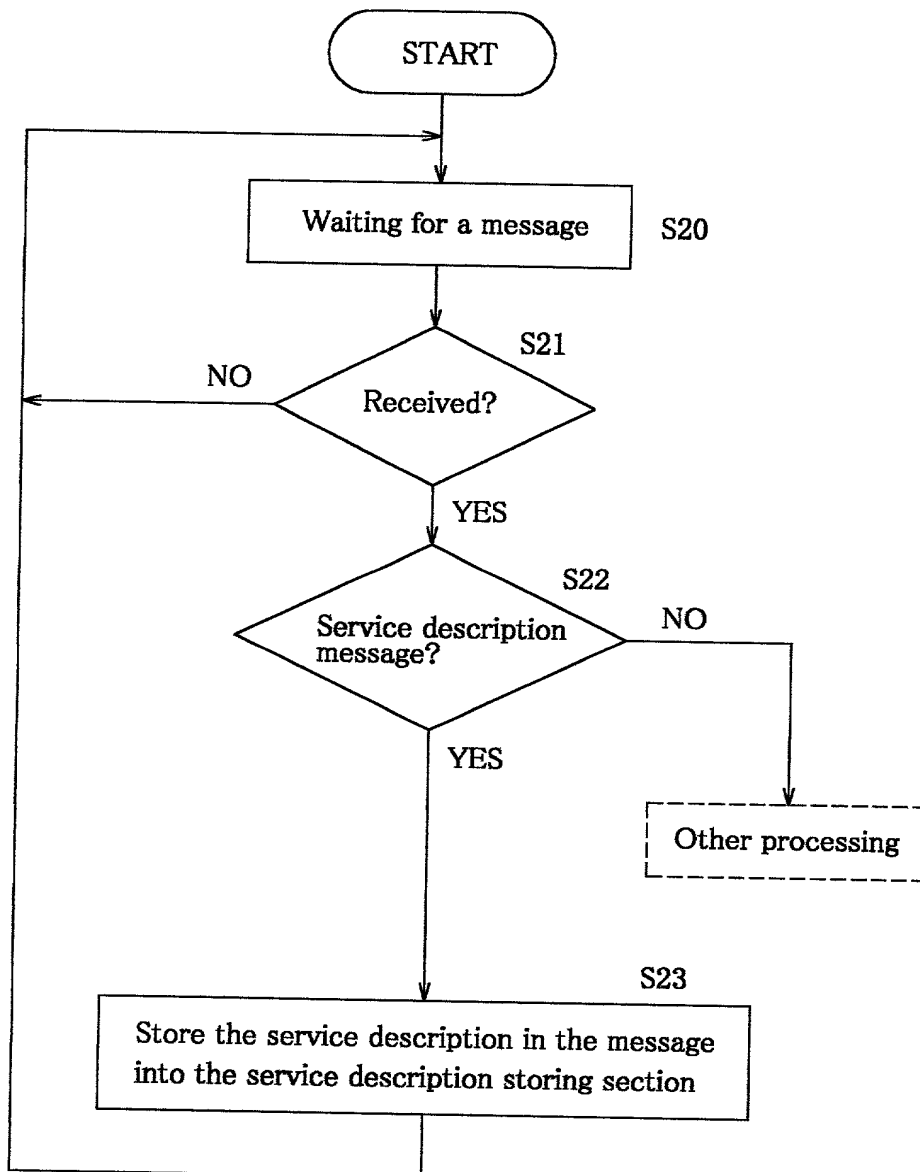 START
Waiting for a message
S20
S21
NO
Received?
YES
S22
Service description
message?
NO
YES
Other processing
S23
Store the service description in the message
into the service description storing section